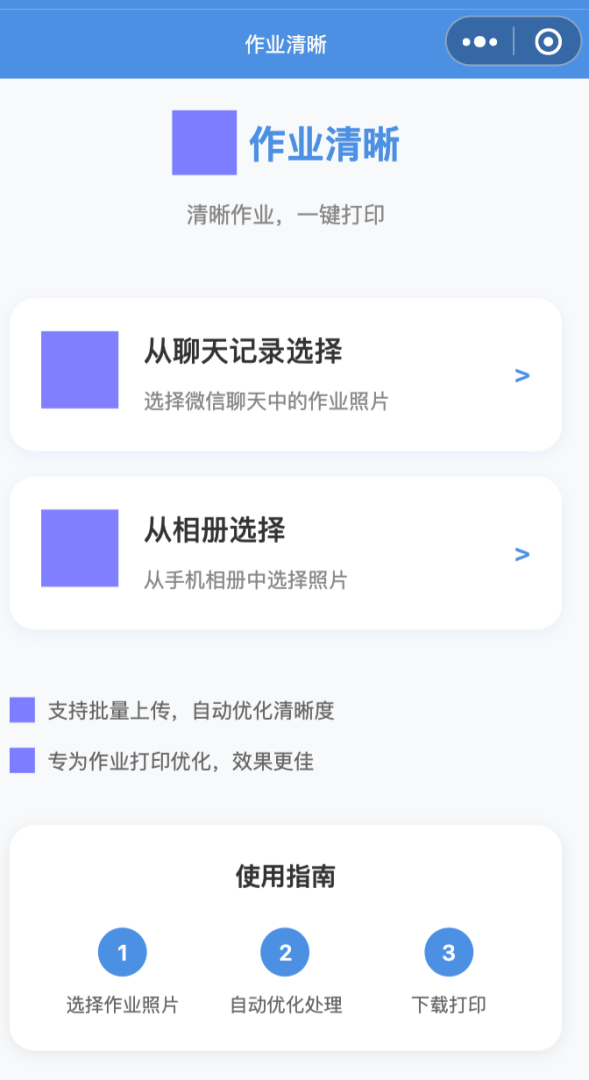 作业清晰
作业清晰
清晰作业，一键打印
从聊天记录选择
选择微信聊天中的作业照片
>
从相册选择
从手机相册中选择照片
>
支持批量上传，自动优化清晰度
专为作业打印优化，效果更佳
使用指南
1 2 3
选择作业照片 自动优化处理 下载打印